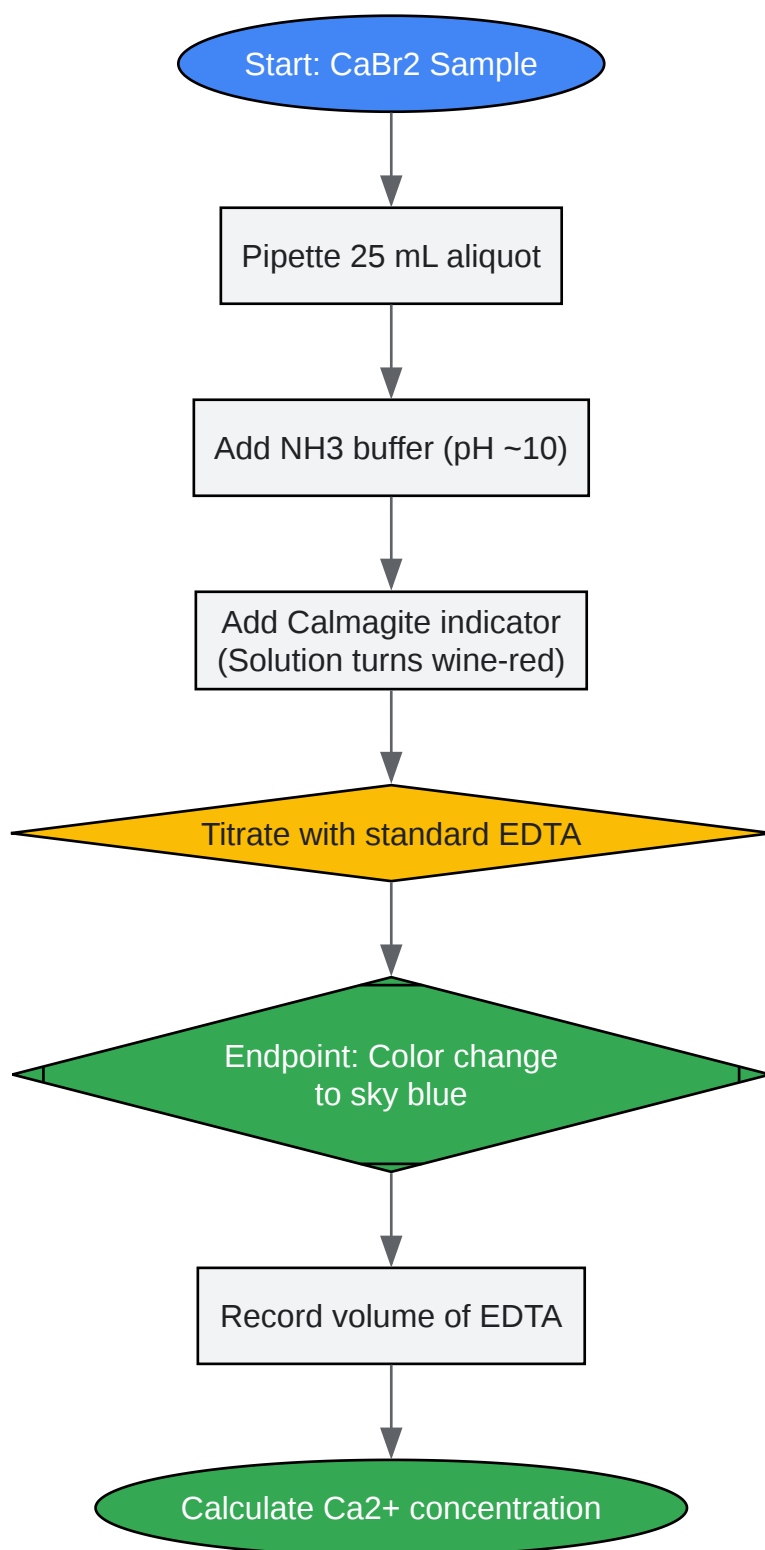 Start: CaBr2 Sample
Pipette 25 mL aliquot
Add NH3 buffer (pH ~10)
Add Calmagite indicator
(Solution turns wine-red)
Titrate with standard EDTA
Endpoint: Color change
to sky blue
Record volume of EDTA
Calculate Ca2+ concentration